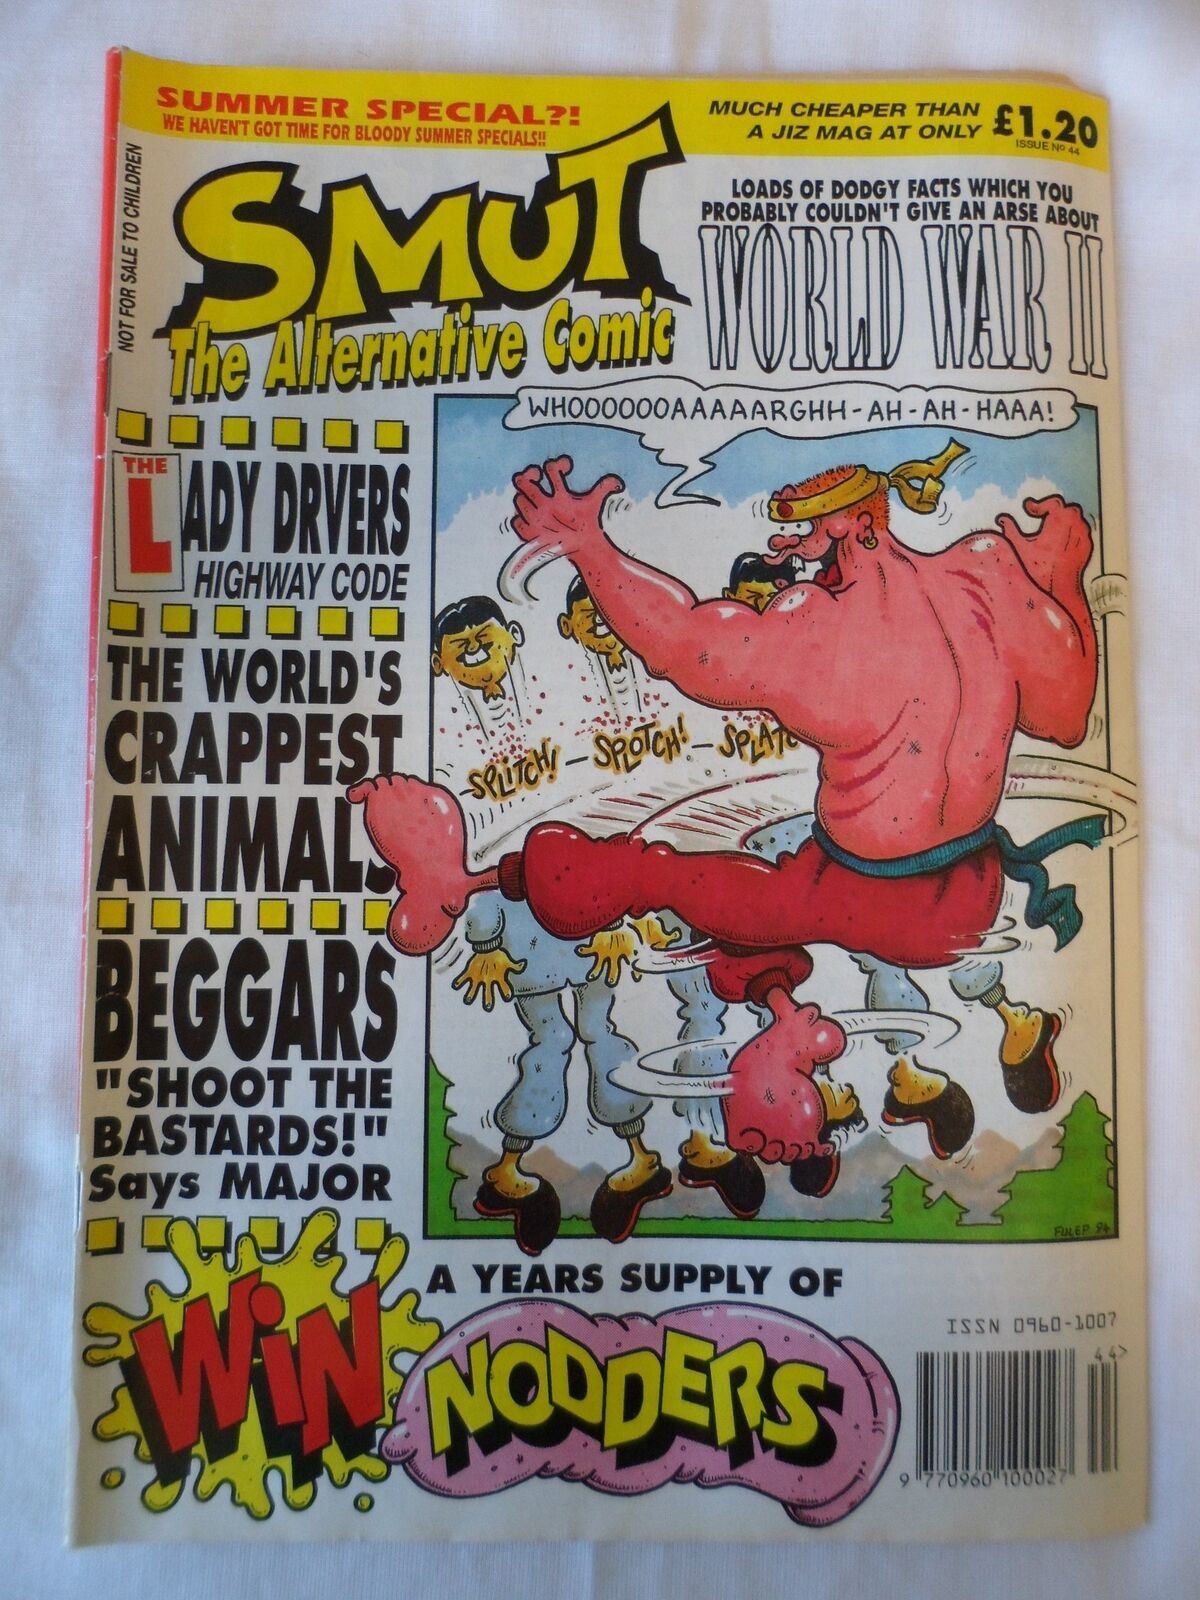 SUMMER SPECIAL?!
WE HAVEN'T GOT TIME FOR BLOODY SUMMER SPECIALS!!
MUCH CHEAPER THAN
A JIZ MAG AT ONLY £1.20
ISSUE No 44
NOT FOR SALE TO CHILDREN
SMUT
The Alternative Comic
LOADS OF DODGY FACTS WHICH YOU
PROBABLY COULDN'T GIVE AN ARSE ABOUT
WORLD WAR II
WHOOOOOOAAAAAARGHH-AH-AH-HAAA!
THE
LADY DRVERS
HIGHWAY CODE
THE WORLD'S
CRAPPEST
ANIMALS
SPLITCH! - SPOTCH! - SPLATC
BEGGARS
"SHOOT THE
BASTARDS!"
Says MAJOR
FULEP 94
WiN
A YEARS SUPPLY OF
NODDERS
ISSN 0960-1007
44>
9 770960 100027